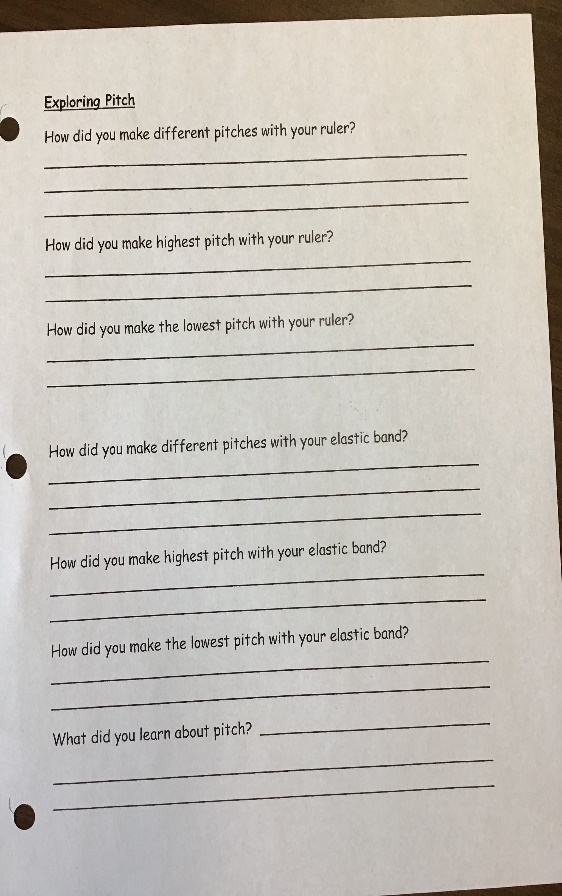 Exploring Pitch
How did you make different pitches with your ruler?
How did you make highest pitch with your ruler?
How did you make the lowest pitch with your ruler?
How did you make different pitches with your elastic band?
How did you make highest pitch with your elastic band?
How did you make the lowest pitch with your elastic band?
What did you learn about pitch?